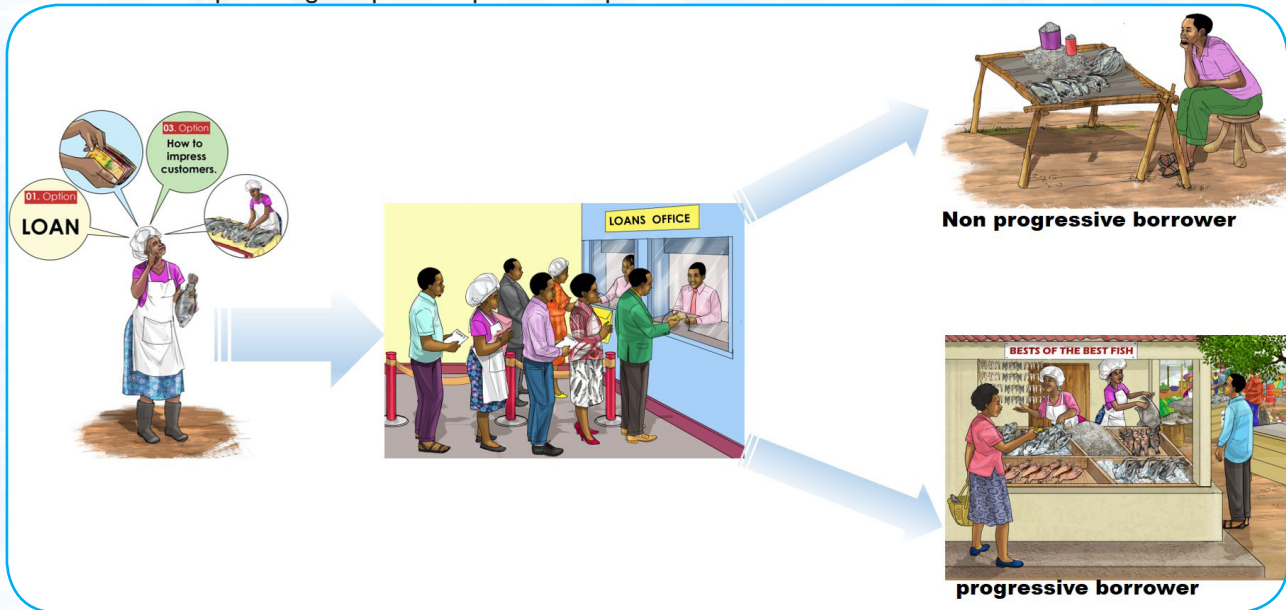 01. Option
LOAN
03. Option
How to
impress
customers.
LOANS OFFICE
Non progressive borrower
BESTS OF THE BEST FISH
progressive borrower